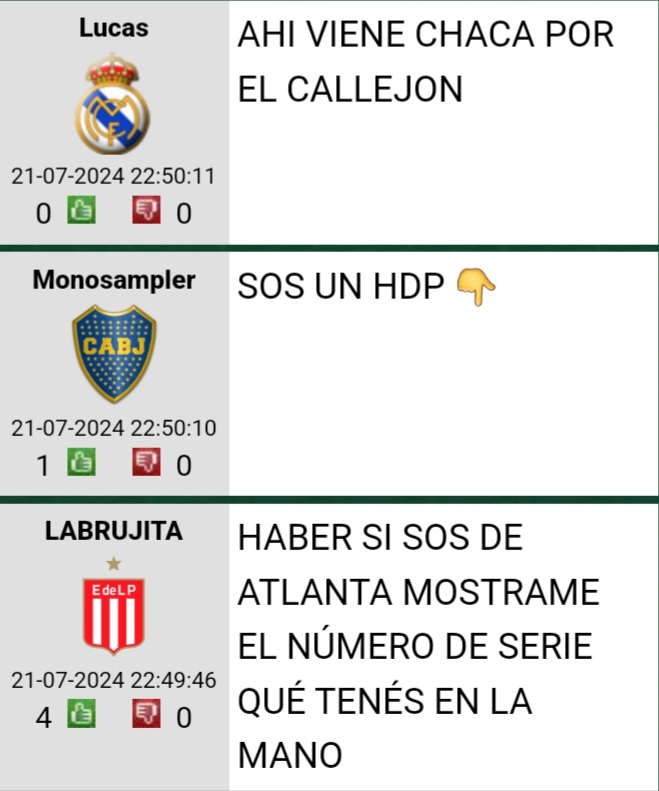 Lucas
21-07-2024 22:50:11
0 0
AHI VIENE CHACA POR
EL CALLEJON
Monosampler
CABJ
21-07-2024 22:50:10
1 0
SOS UN HDP 👇
LABRUJITA
EdeLP
21-07-2024 22:49:46
4 0
HABER SI SOS DE
ATLANTA MOSTRAME
EL NÚMERO DE SERIE
QUÉ TENÉS EN LA
MANO